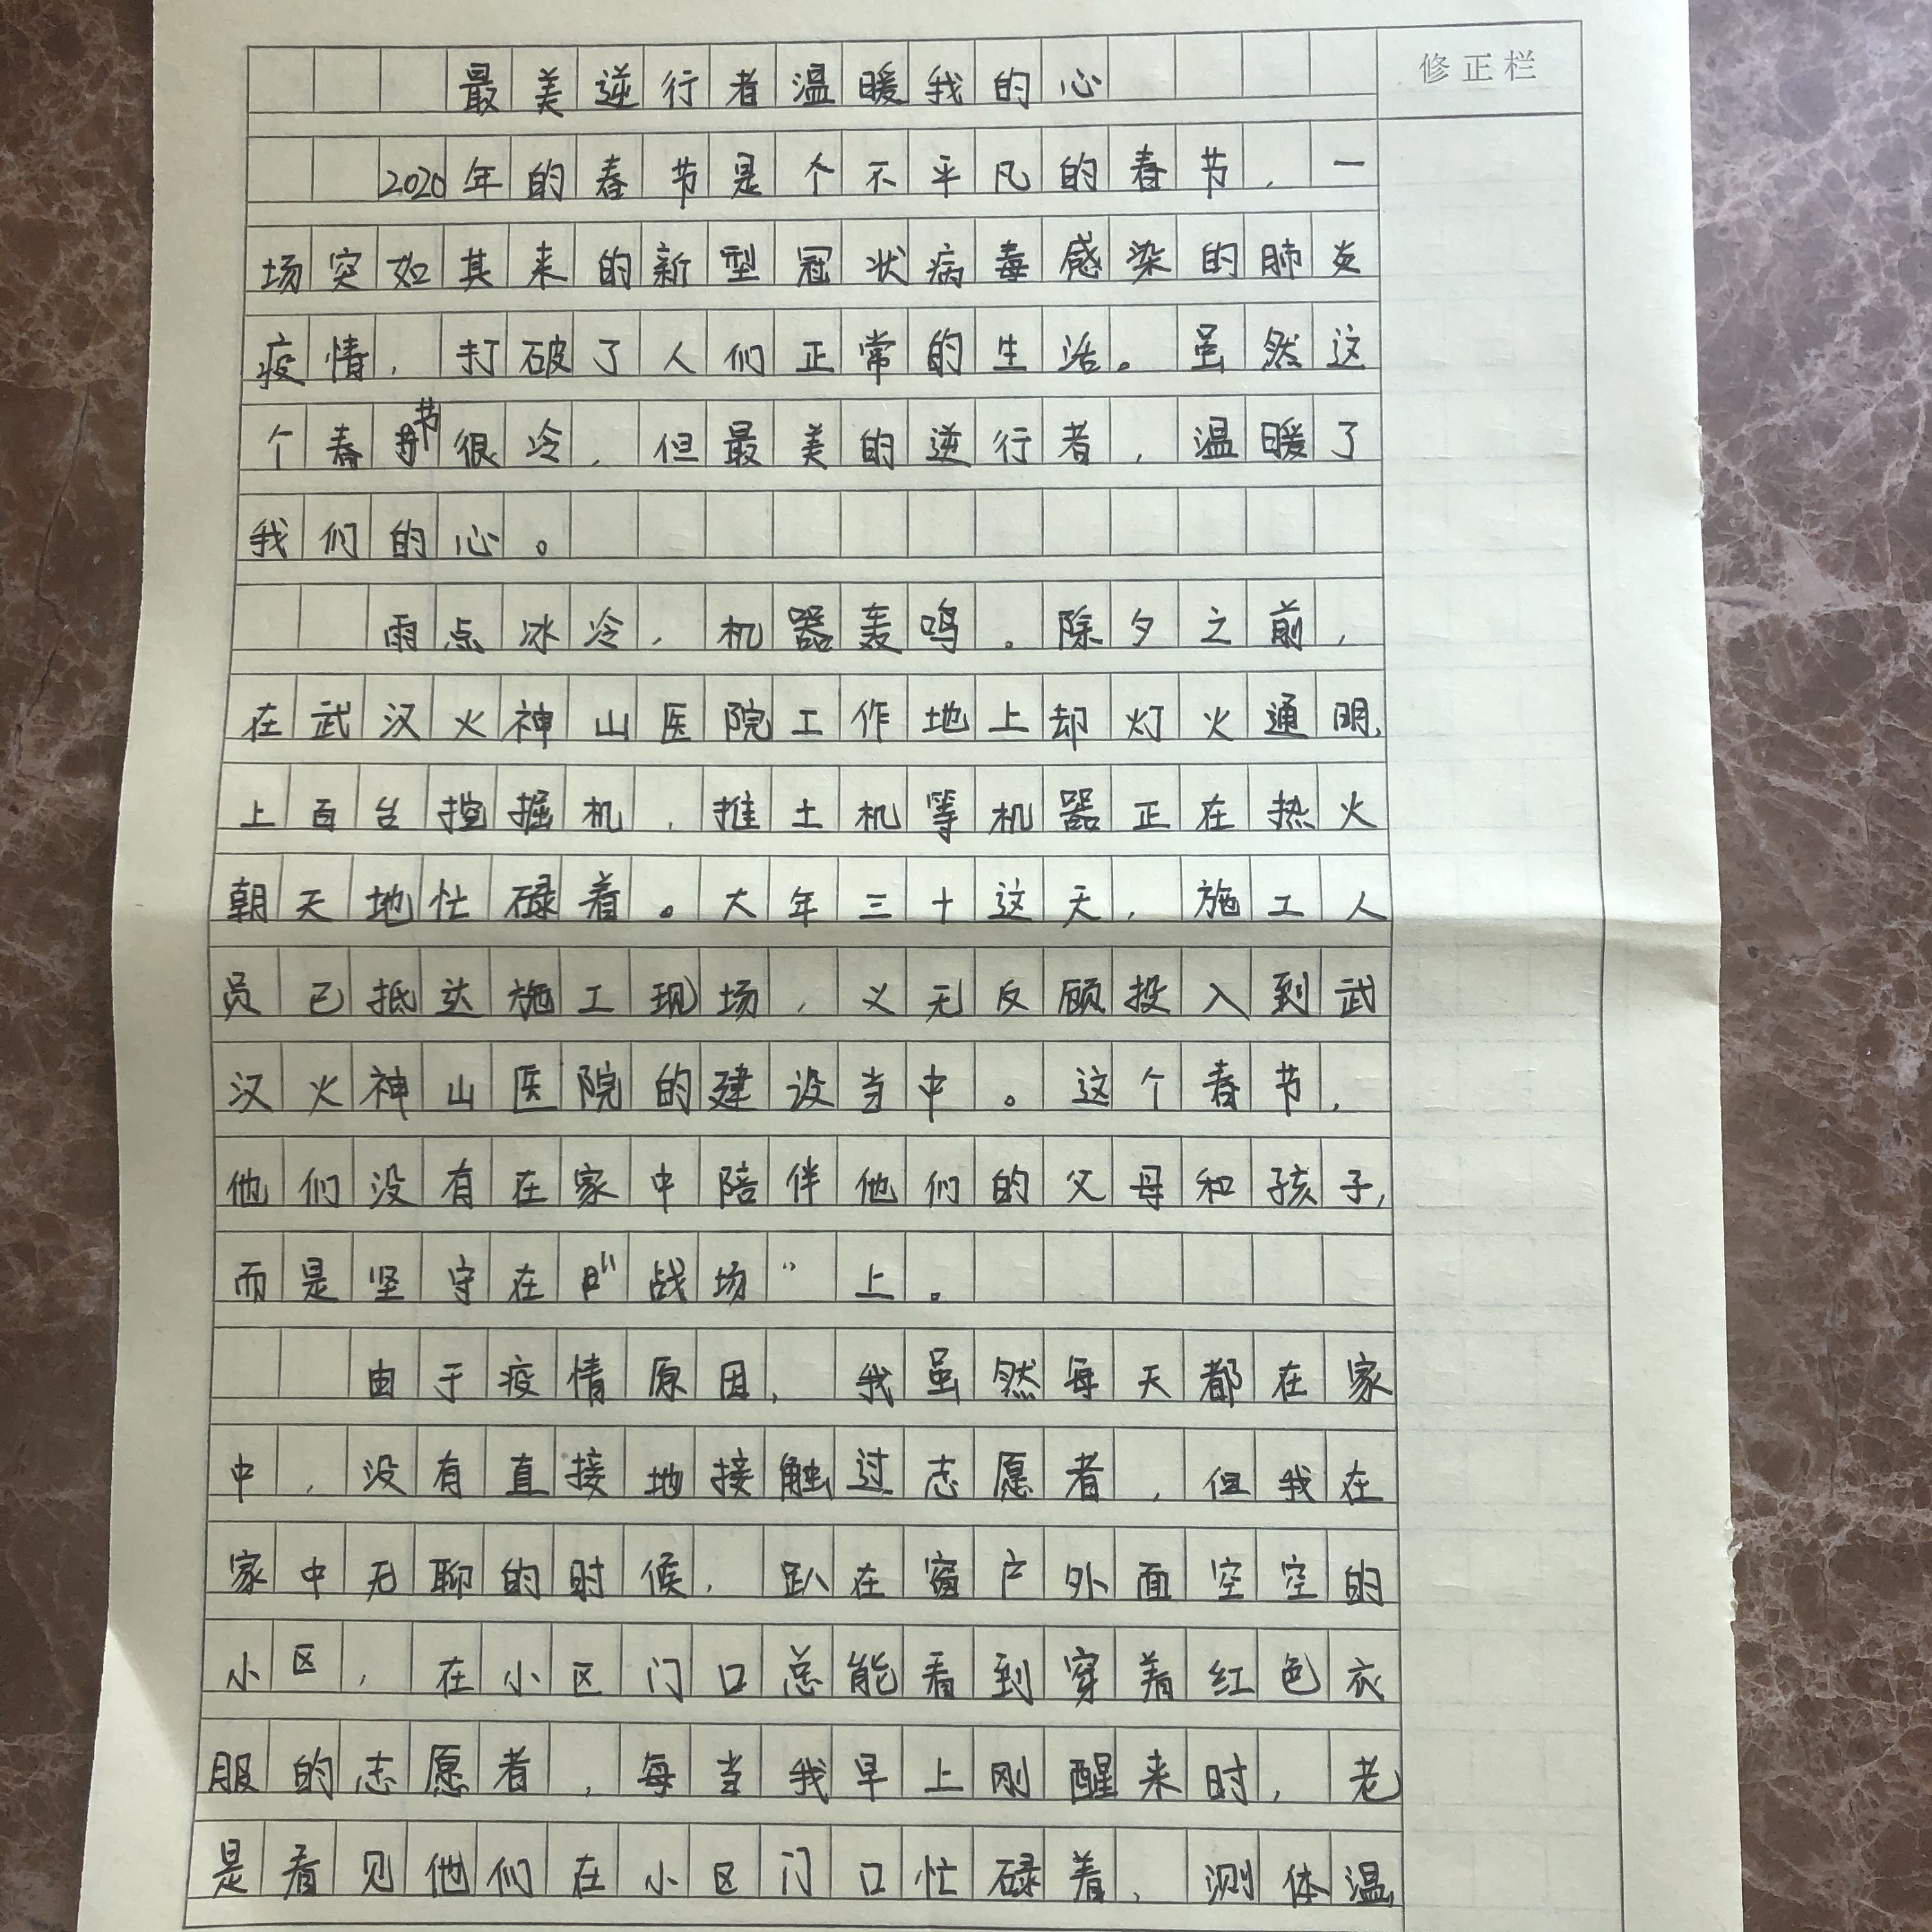 最美逆行者温暖我的心
修正栏
2020年的春节是个不平凡的春节，一
场突如其来的新型冠状病毒感染的肺炎
疫情，打破了人们正常的生活。虽然这
个春节很冷，但最美的逆行者，温暖了
我们的心。
雨点冰冷，机器轰鸣。除夕之前，
在武汉火神山医院工作地上却灯火通明，
上百台挖掘机，推土机等机器正在热火
朝天地忙碌着。大年三十这天，施工人
员已抵达施工现场，义无反顾投入到武
汉火神山医院的建设当中。这个春节，
他们没有在家中陪伴他们的父母和孩子，
而是坚守在“战场”上。
由于疫情原因，我虽然每天都在家
中，没有直接地接触过志愿者，但我在
家中无聊的时候，趴在窗户外面空空的
小区，在小区门口总能看到穿着红色衣
服的志愿者，每当我早上刚醒来时，老
是看见他们在小区门口忙碌着，测体温，